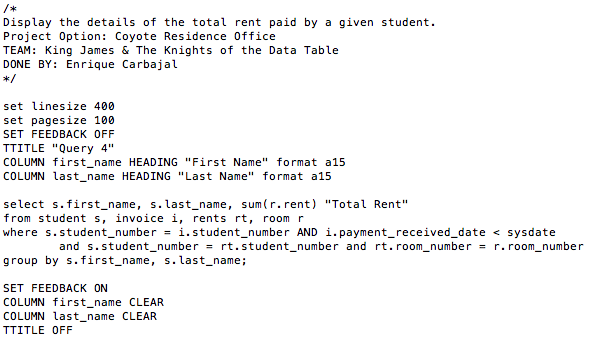 /*
Display the details of the total rent paid by a given student.
Project Option: Coyote Residence Office
TEAM: King James & The Knights of the Data Table
DONE BY: Enrique Carbajal
*/

set linesize 400
set pagesize 100
SET FEEDBACK OFF
TTITLE "Query 4"
COLUMN first_name HEADING "First Name" format a15
COLUMN last_name HEADING "Last Name" format a15

select s.first_name, s.last_name, sum(r.rent) "Total Rent"
from student s, invoice i, rents rt, room r
where s.student_number = i.student_number AND i.payment_received_date < sysdate
        and s.student_number = rt.student_number and rt.room_number = r.room_number
group by s.first_name, s.last_name;

SET FEEDBACK ON
COLUMN first_name CLEAR
COLUMN last_name CLEAR
TTITLE OFF